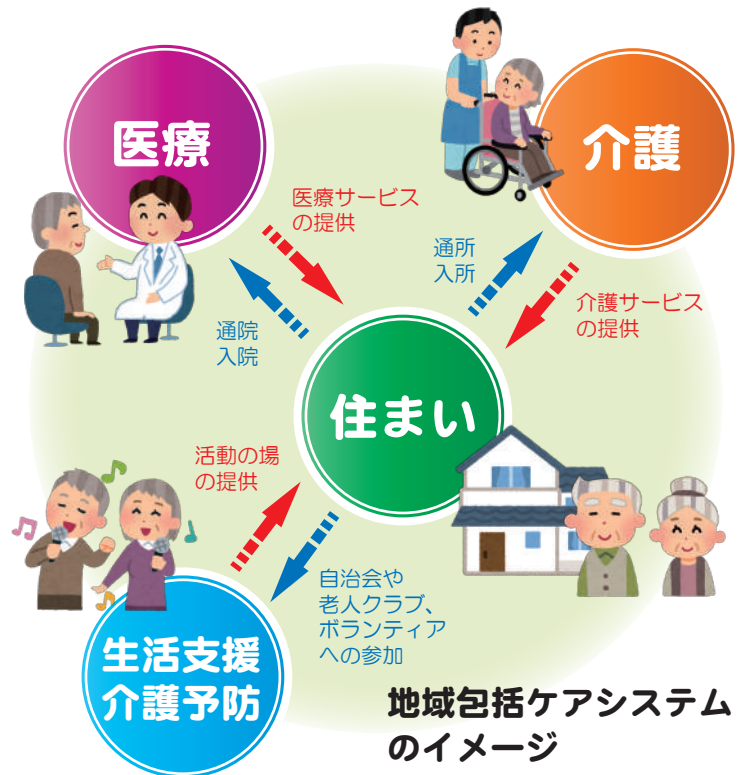 医療
介護
医療サービス
の提供
通所
入所
介護サービス
の提供
通院
入院
住まい
活動の場
の提供
自治会や
老人クラブ、
ボランティア
への参加
生活支援
介護予防
地域包括ケアシステム
のイメージ